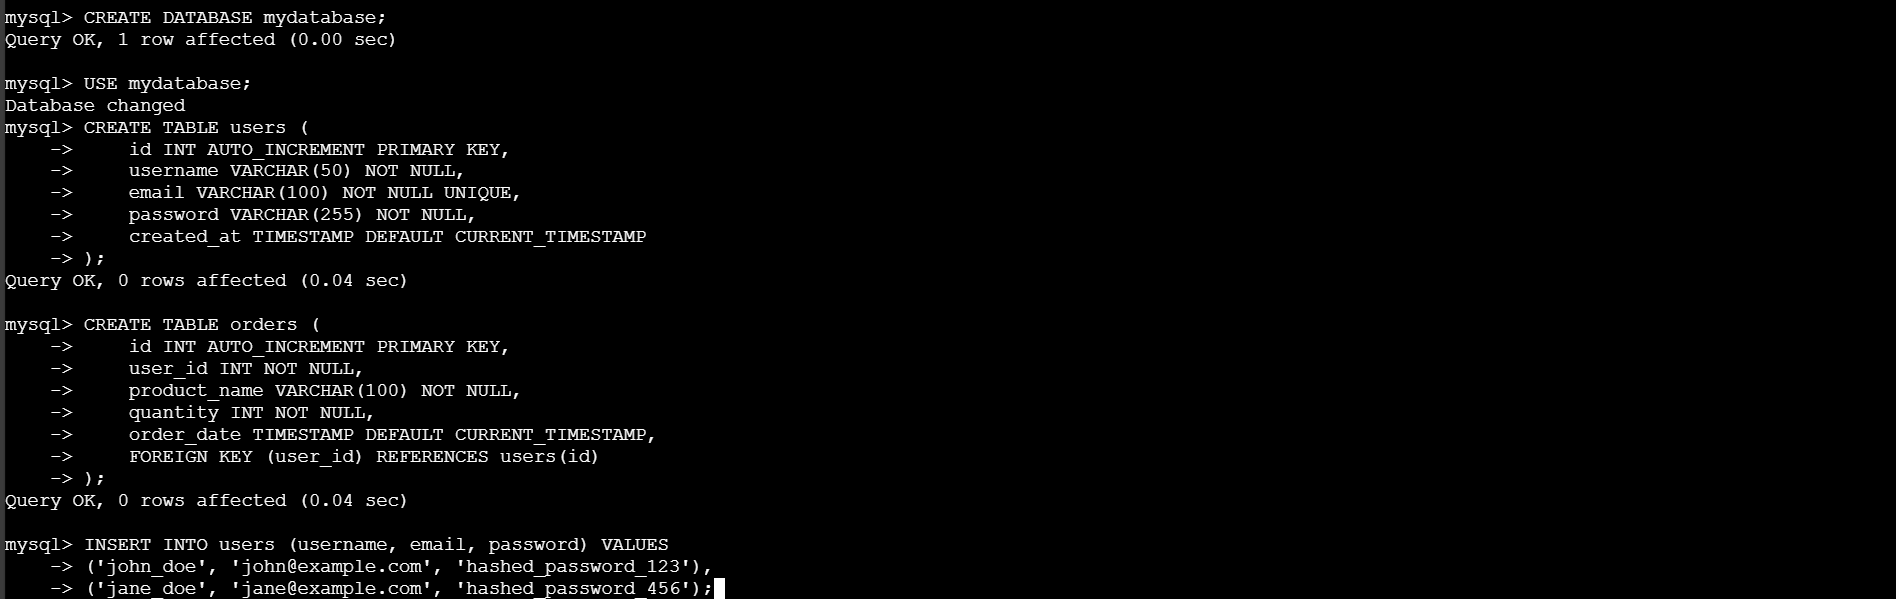 mysql> CREATE DATABASE mydatabase;
Query OK, 1 row affected (0.00 sec)
mysql> USE mydatabase;
Database changed
mysql> CREATE TABLE users (
    ->     id INT AUTO_INCREMENT PRIMARY KEY,
    ->     username VARCHAR(50) NOT NULL,
    ->     email VARCHAR(100) NOT NULL UNIQUE,
    ->     password VARCHAR(255) NOT NULL,
    ->     created_at TIMESTAMP DEFAULT CURRENT_TIMESTAMP
    -> );
Query OK, 0 rows affected (0.04 sec)
mysql> CREATE TABLE orders (
    ->     id INT AUTO_INCREMENT PRIMARY KEY,
    ->     user_id INT NOT NULL,
    ->     product_name VARCHAR(100) NOT NULL,
    ->     quantity INT NOT NULL,
    ->     order_date TIMESTAMP DEFAULT CURRENT_TIMESTAMP,
    ->     FOREIGN KEY (user_id) REFERENCES users(id)
    -> );
Query OK, 0 rows affected (0.04 sec)
mysql> INSERT INTO users (username, email, password) VALUES
    -> ('john_doe', 'john@example.com', 'hashed_password_123'),
    -> ('jane_doe', 'jane@example.com', 'hashed_password_456');